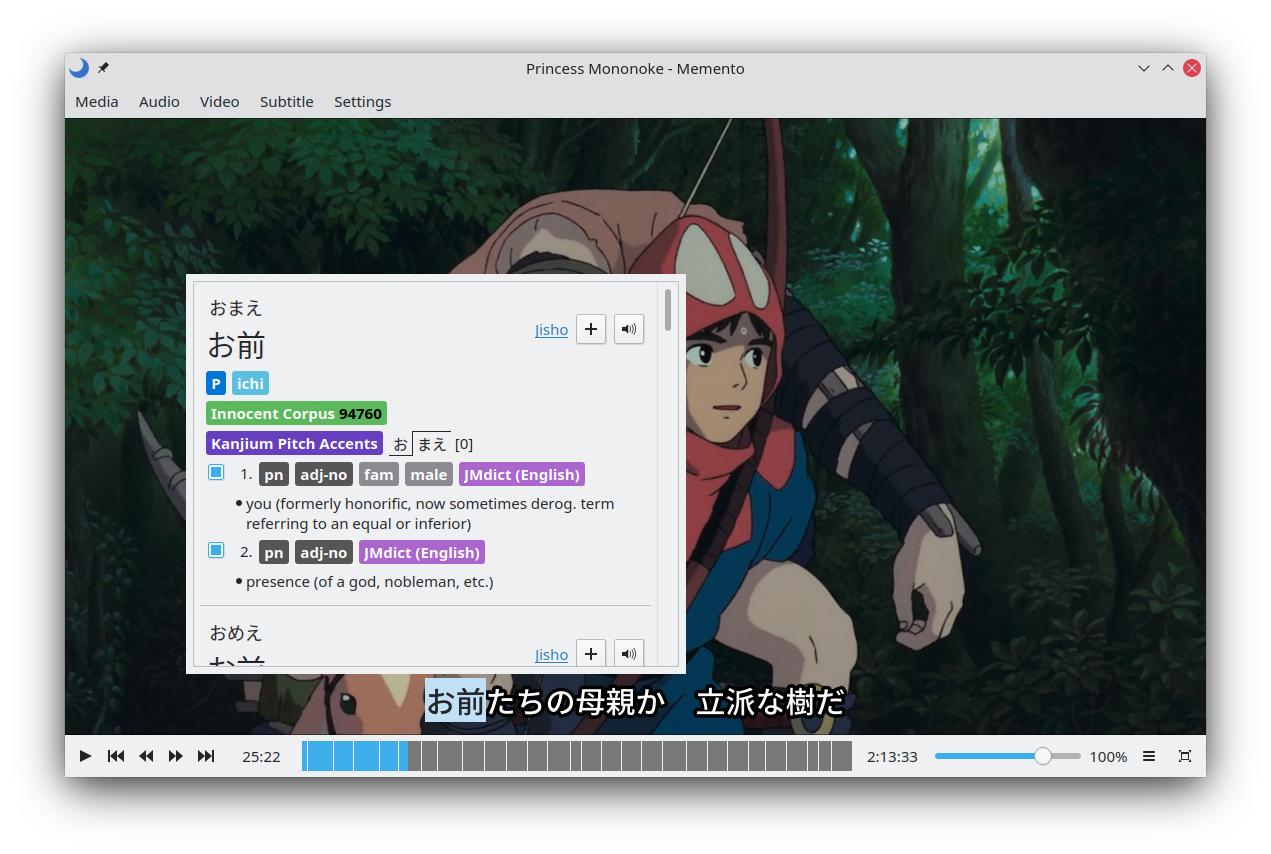 Princess Mononoke - Memento
Media Audio Video Subtitle Settings
おまえ
お前
Jisho
P ichi
Innocent Corpus 94760
Kanjium Pitch Accents おまえ [0]
1. pn adj-no fam male JMdict (English)
• you (formerly honorific, now sometimes derog. term
referring to an equal or inferior)
2. pn adj-no JMdict (English)
• presence (of a god, nobleman, etc.)
おめえ
お前
Jisho
お前たちの母親か　立派な樹だ
25:22 2:13:33 100%